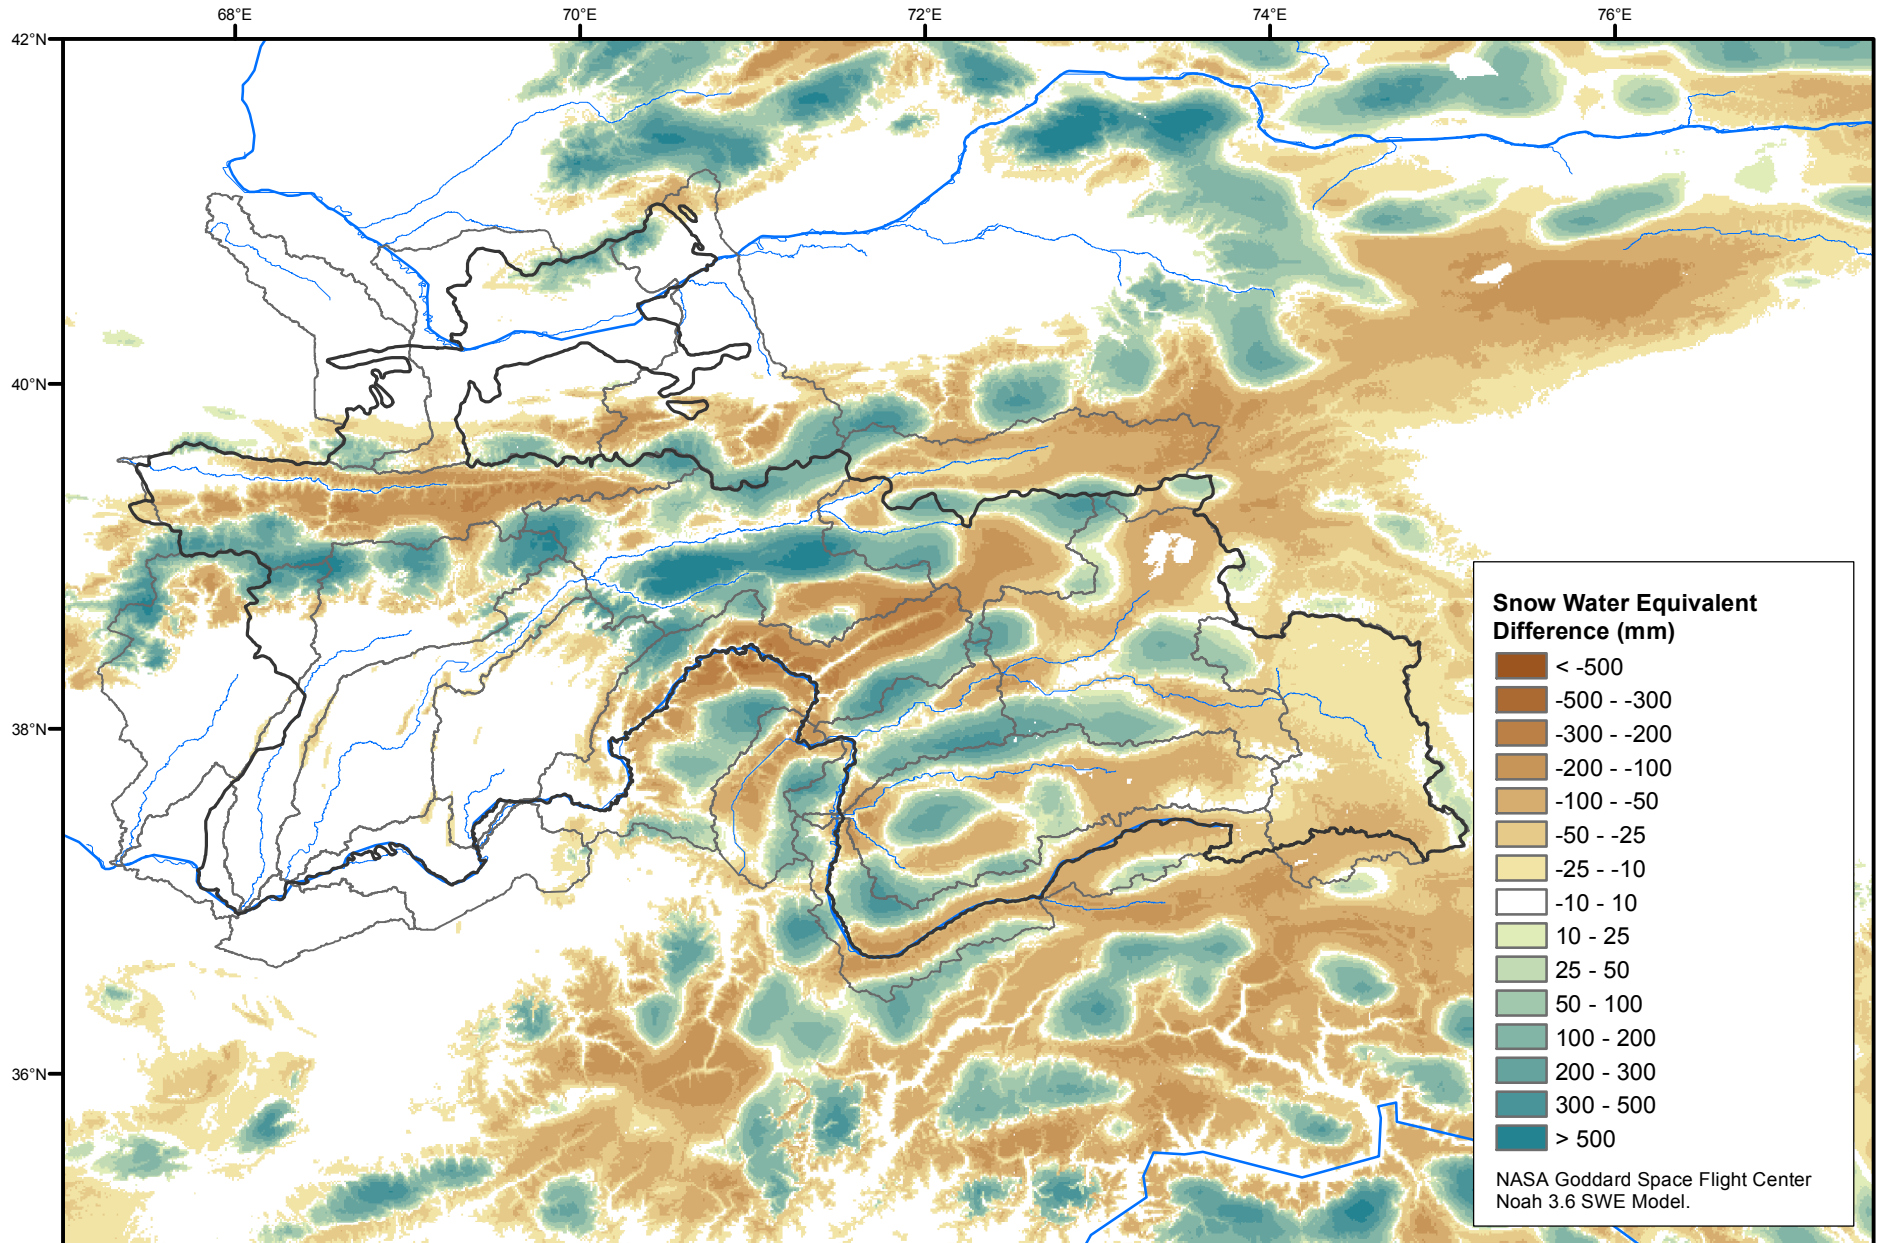 68°E 70°E 72°E 74°E 76°E
42°N
40°N
38°N
36°N
Snow Water Equivalent
Difference (mm)
< -500
-500 - -300
-300 - -200
-200 - -100
-100 - -50
-50 - -25
-25 - -10
-10 - 10
10 - 25
25 - 50
50 - 100
100 - 200
200 - 300
300 - 500
> 500
NASA Goddard Space Flight Center
Noah 3.6 SWE Model.